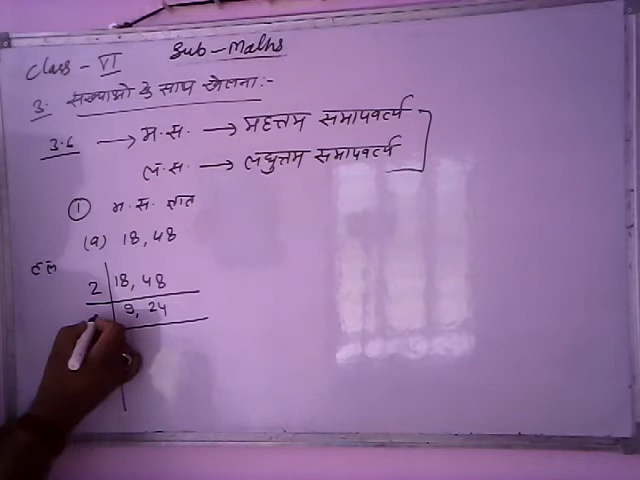 Class - VI Sub - Maths
3. संख्याओ के साथ खेलना :-
3.6 → म.स. → महत्तम समापवर्त्य
ल.स. → लघुत्तम समापवर्त्य
① म.स. ज्ञात
(a) 18, 48
हल
2 18, 48
9, 24